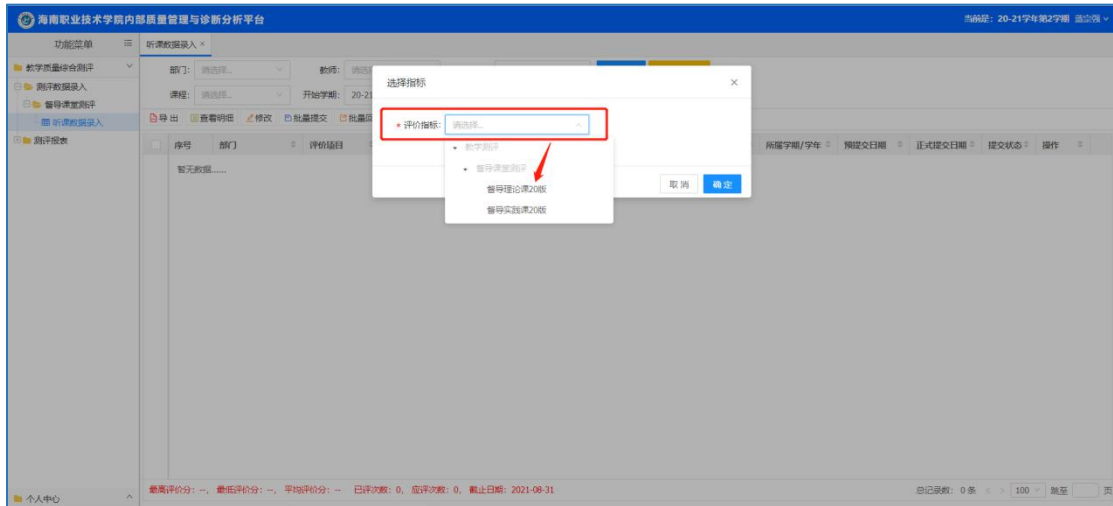 海南职业技术学院内部质量管理与诊断分析平台
当前是: 20-21学年第2学期
功能菜单
听课数据录入 ×
教学质量综合测评
测评数据录入
督导课堂测评
听课数据录入
测评报表
部门: 请选择...
教师:
课程: 请选择...
开始学期: 20-21
选择指标
×
* 评价指标: 请选择...
教学测评
督导课堂测评
督导理论课20版
督导实践课20版
取消 确定
导出 查看明细 修改 批量提交
序号 部门 评价项目
所属学期/学年 预提交日期 正式提交日期 提交状态 操作
暂无数据......
个人中心
最高评价分: --, 最低评价分: --, 平均评价分: -- 已评次数: 0, 应评次数: 0, 截止日期: 2021-08-31
总记录数: 0 条 < > 100 跳至 页